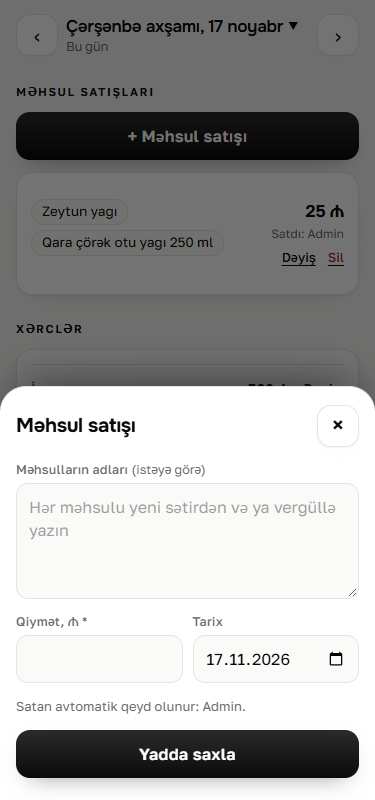 Çərşənbə axşamı, 17 noyabr ▼
Bu gün
MƏHSUL SATIŞLARI
+ Məhsul satışı
Zeytun yagı
Qara çörək otu yagı 250 ml
25 ₼
Satdı: Admin
Dəyiş Sil
XƏRCLƏR
Məhsul satışı
Məhsulların adları (istəyə görə)
Hər məhsulu yeni sətirdən və ya vergüllə
yazın
Qiymət, ₼ *
Tarix
17.11.2026
Satan avtomatik qeyd olunur: Admin.
Yadda saxla